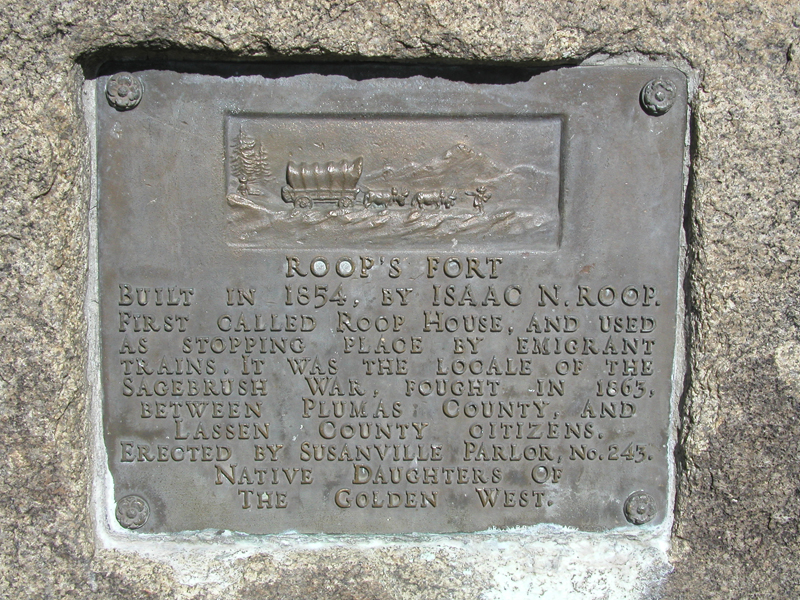 ROOP'S FORT
BUILT IN 1854, BY ISAAC N. ROOP.
FIRST CALLED ROOP HOUSE, AND USED
AS STOPPING PLACE BY EMIGRANT
TRAINS. IT WAS THE LOCALE OF THE
SAGEBRUSH WAR, FOUGHT IN 1863,
BETWEEN PLUMAS COUNTY, AND
LASSEN COUNTY CITIZENS.
ERECTED BY SUSANVILLE PARLOR, NO. 243.
NATIVE DAUGHTERS OF
THE GOLDEN WEST.